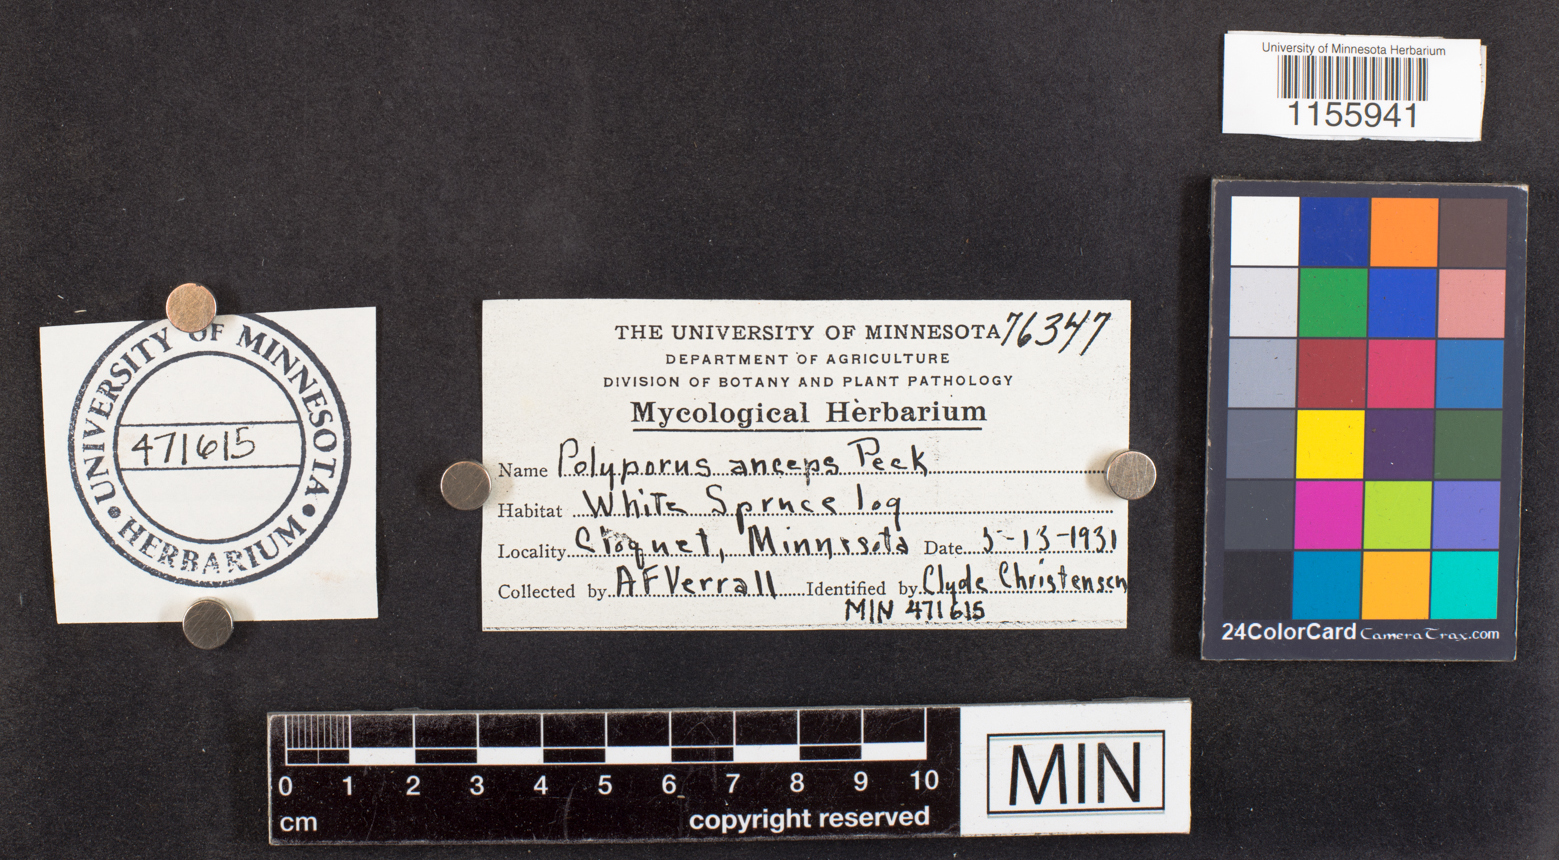 University of Minnesota Herbarium
1155941
UNIVERSITY OF MINNESOTA
471615
• HERBARIUM •
THE UNIVERSITY OF MINNESOTA 76347
DEPARTMENT OF AGRICULTURE
DIVISION OF BOTANY AND PLANT PATHOLOGY
Mycological Herbarium
Name Polyporus anceps Peck
Habitat White Spruce log
Locality Cloquet, Minnesota Date 5-13-1931
Collected by AFVerrall Identified by Clyde Christensen
MIN 471615
24ColorCard CameraTrax.com
0 1 2 3 4 5 6 7 8 9 10
cm copyright reserved
MIN